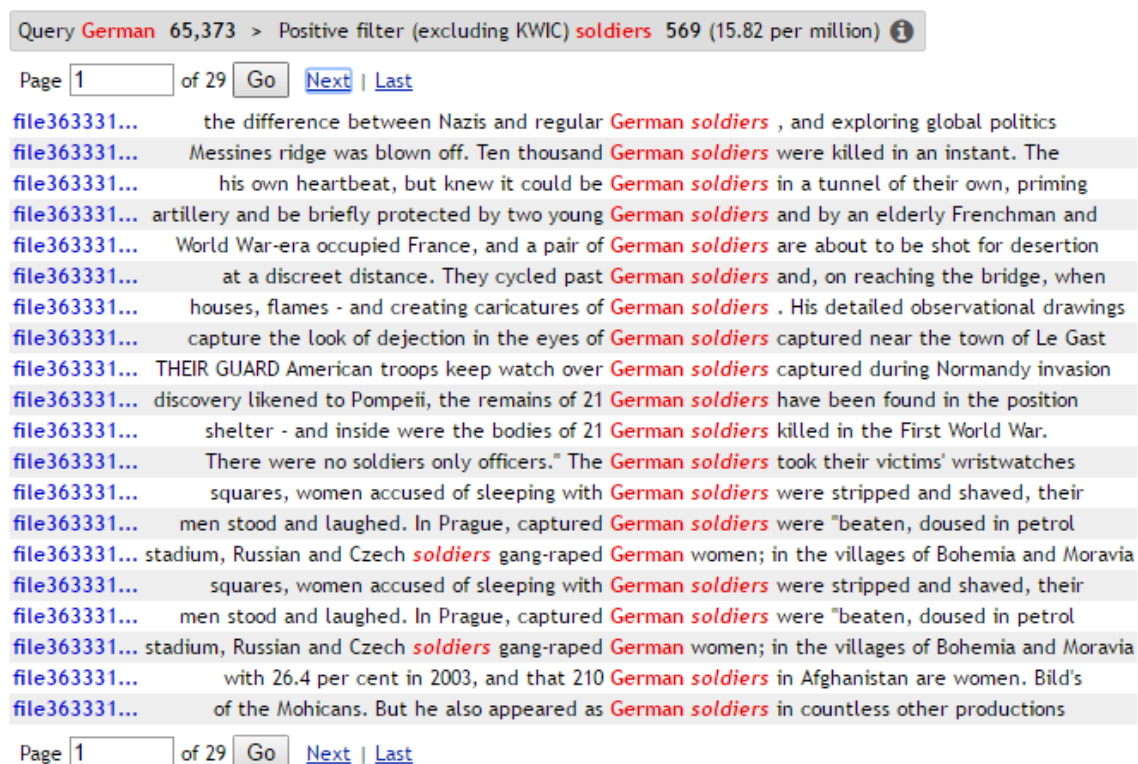 Query German 65,373 > Positive filter (excluding KWIC) soldiers 569 (15.82 per million) i
Page 1 of 29 Go Next | Last
file363331... the difference between Nazis and regular German soldiers , and exploring global politics
file363331... Messines ridge was blown off. Ten thousand German soldiers were killed in an instant. The
file363331... his own heartbeat, but knew it could be German soldiers in a tunnel of their own, priming
file363331... artillery and be briefly protected by two young German soldiers and by an elderly Frenchman and
file363331... World War-era occupied France, and a pair of German soldiers are about to be shot for desertion
file363331... at a discreet distance. They cycled past German soldiers and, on reaching the bridge, when
file363331... houses, flames - and creating caricatures of German soldiers . His detailed observational drawings
file363331... capture the look of dejection in the eyes of German soldiers captured near the town of Le Gast
file363331... THEIR GUARD American troops keep watch over German soldiers captured during Normandy invasion
file363331... discovery likened to Pompeii, the remains of 21 German soldiers have been found in the position
file363331... shelter - and inside were the bodies of 21 German soldiers killed in the First World War.
file363331... There were no soldiers only officers." The German soldiers took their victims' wristwatches
file363331... squares, women accused of sleeping with German soldiers were stripped and shaved, their
file363331... men stood and laughed. In Prague, captured German soldiers were "beaten, doused in petrol
file363331... stadium, Russian and Czech soldiers gang-raped German women; in the villages of Bohemia and Moravia
file363331... squares, women accused of sleeping with German soldiers were stripped and shaved, their
file363331... men stood and laughed. In Prague, captured German soldiers were "beaten, doused in petrol
file363331... stadium, Russian and Czech soldiers gang-raped German women; in the villages of Bohemia and Moravia
file363331... with 26.4 per cent in 2003, and that 210 German soldiers in Afghanistan are women. Bild's
file363331... of the Mohicans. But he also appeared as German soldiers in countless other productions
Page 1 of 29 Go Next | Last